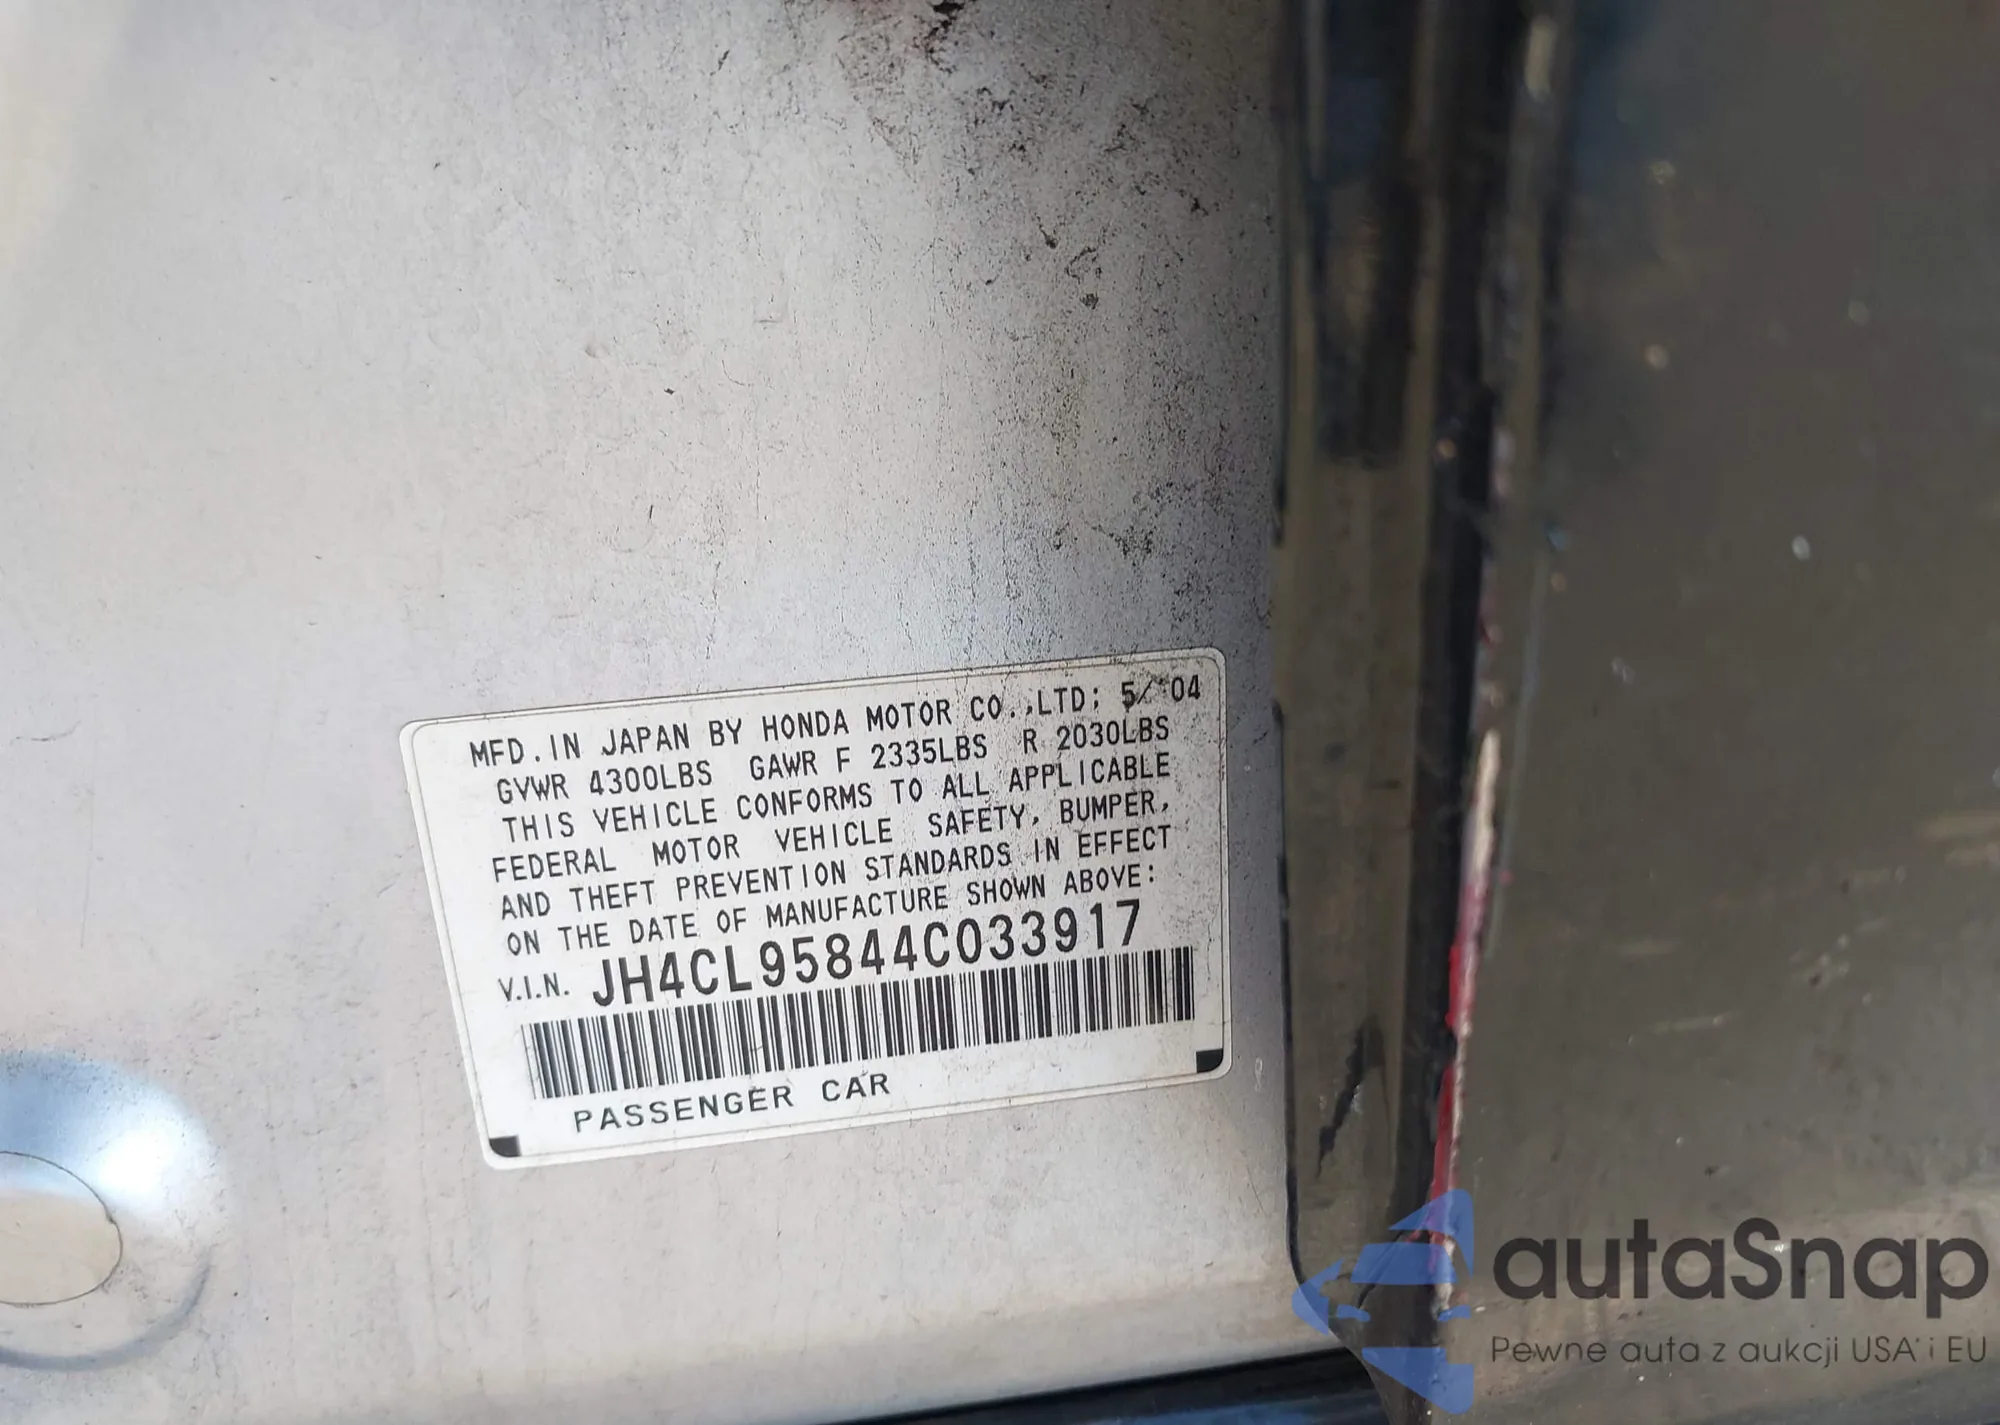 MFD. IN JAPAN BY HONDA MOTOR CO.,LTD; 5/ 04
GVWR 4300LBS GAWR F 2335LBS R 2030LBS
THIS VEHICLE CONFORMS TO ALL APPLICABLE
FEDERAL MOTOR VEHICLE SAFETY, BUMPER,
AND THEFT PREVENTION STANDARDS IN EFFECT
ON THE DATE OF MANUFACTURE SHOWN ABOVE:
V.I.N. JH4CL95844C033917
PASSENGER CAR
autaSnap
Pewne auta z aukcji USA i EU